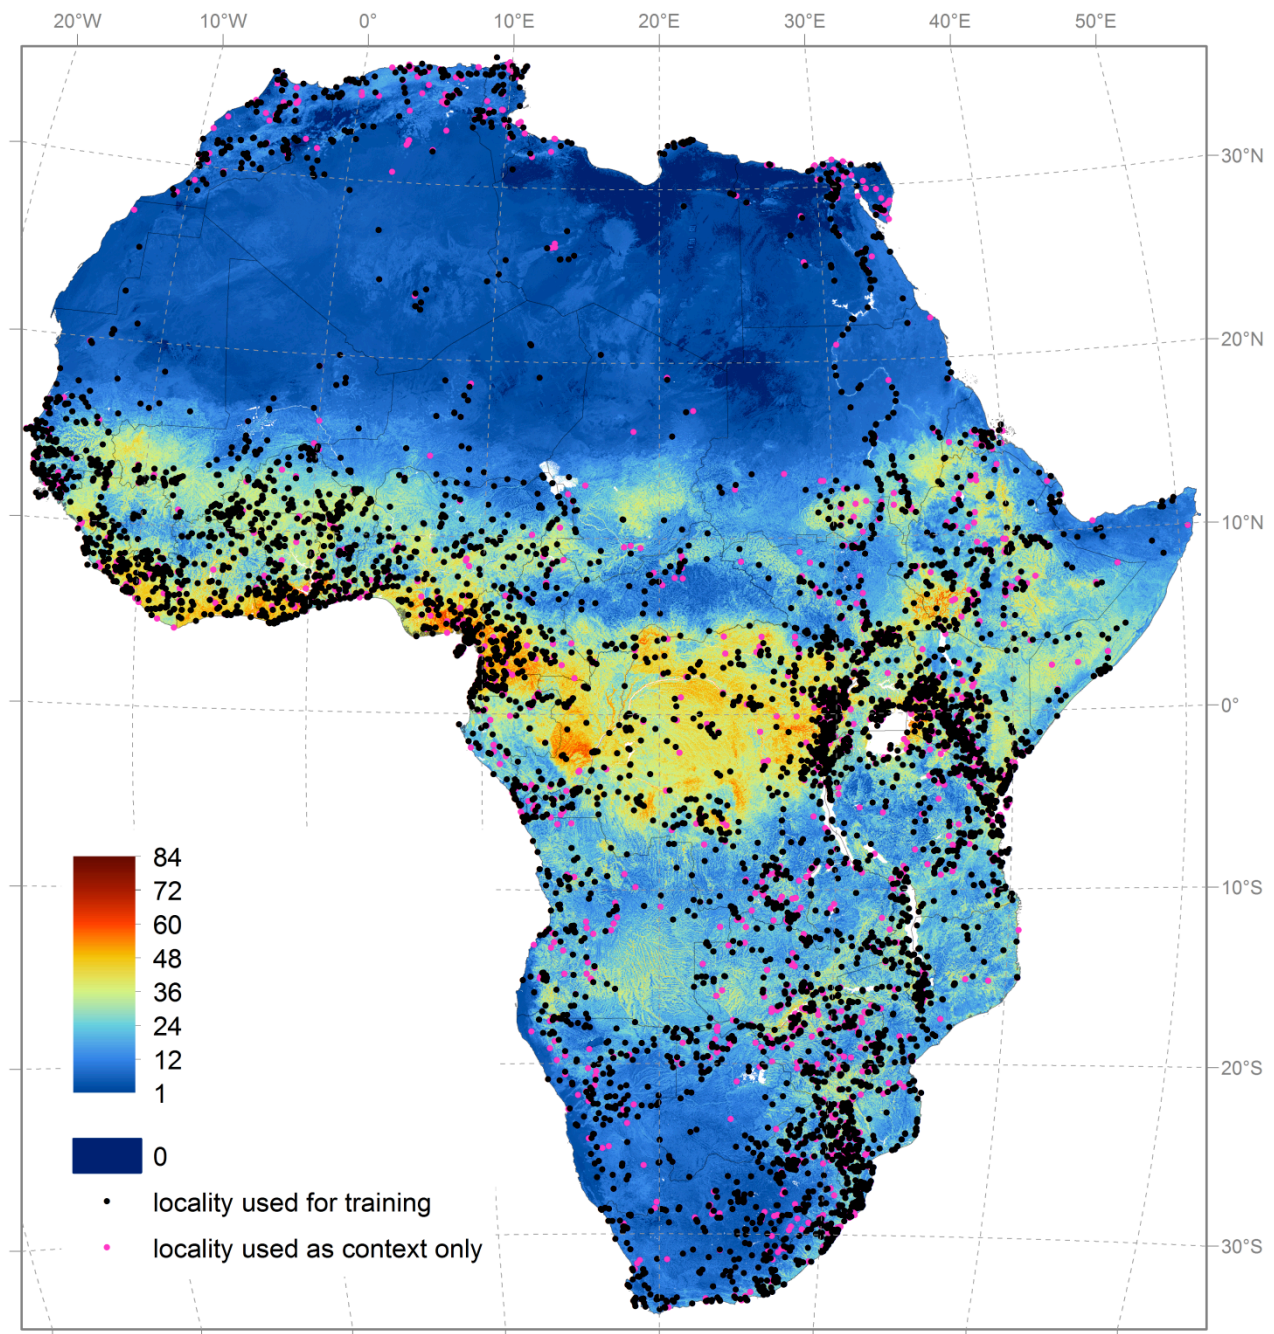 20°W 10°W 0° 10°E 20°E 30°E 40°E 50°E
30°N
20°N
10°N
0°
10°S
20°S
30°S
84
72
60
48
36
24
12
1
0
locality used for training
locality used as context only